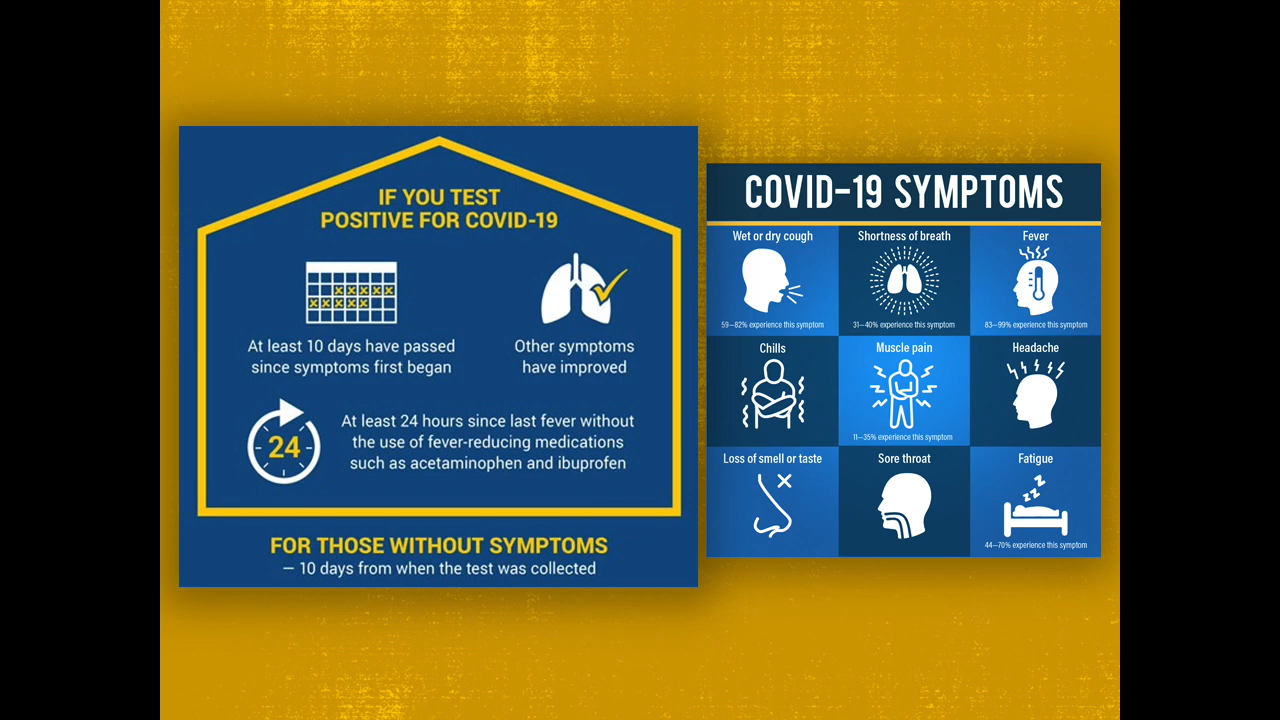 IF YOU TEST
POSITIVE FOR COVID-19
At least 10 days have passed
since symptoms first began
Other symptoms
have improved
24
At least 24 hours since last fever without
the use of fever-reducing medications
such as acetaminophen and ibuprofen
FOR THOSE WITHOUT SYMPTOMS
— 10 days from when the test was collected
COVID-19 SYMPTOMS
Wet or dry cough
59–82% experience this symptom
Shortness of breath
31–40% experience this symptom
Fever
83–99% experience this symptom
Chills
Muscle pain
11–35% experience this symptom
Headache
Loss of smell or taste
Sore throat
Fatigue
44–70% experience this symptom